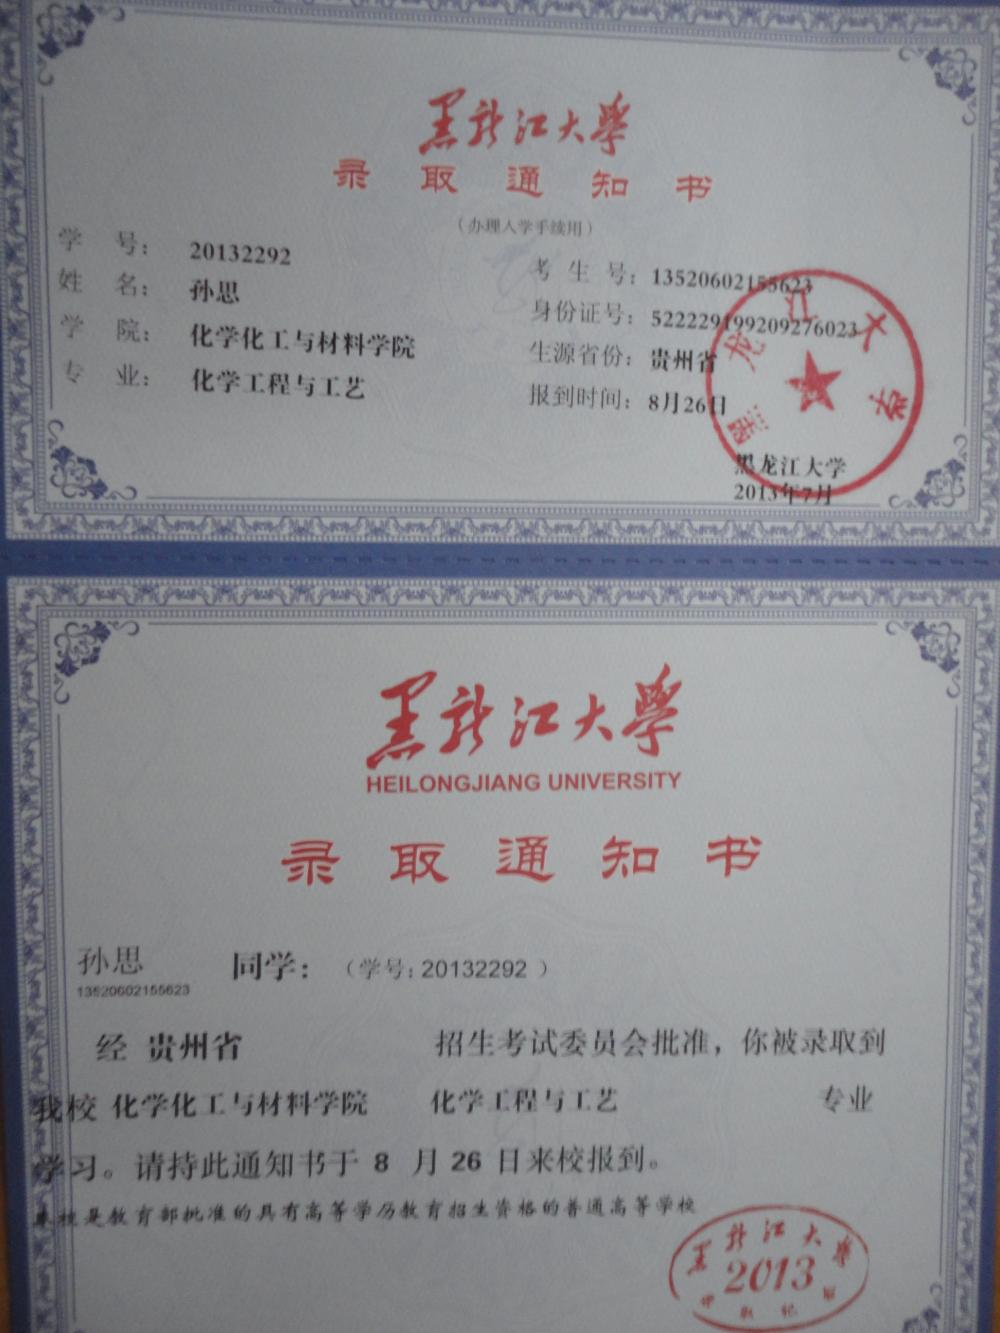 黑龙江大学
录取通知书
（办理入学手续用）
学号：20132292
姓名：孙思
学院：化学化工与材料学院
专业：化学工程与工艺
考生号：13520602155623
身份证号：522229199209276023
生源省份：贵州省
报到时间：8月26日
黑龙江大学
黑龙江大学
2013年7月
黑龙江大學
HEILONGJIANG UNIVERSITY
录取通知书
孙思 同学：（学号：20132292 ）
13520602155623
经 贵州省 招生考试委员会批准，你被录取到
我校 化学化工与材料学院 化学工程与工艺 专业
学习。请持此通知书于 8 月 26 日来校报到。
本校是教育部批准的具有高等学历教育招生资格的普通高等学校
黑龙江大學
2013